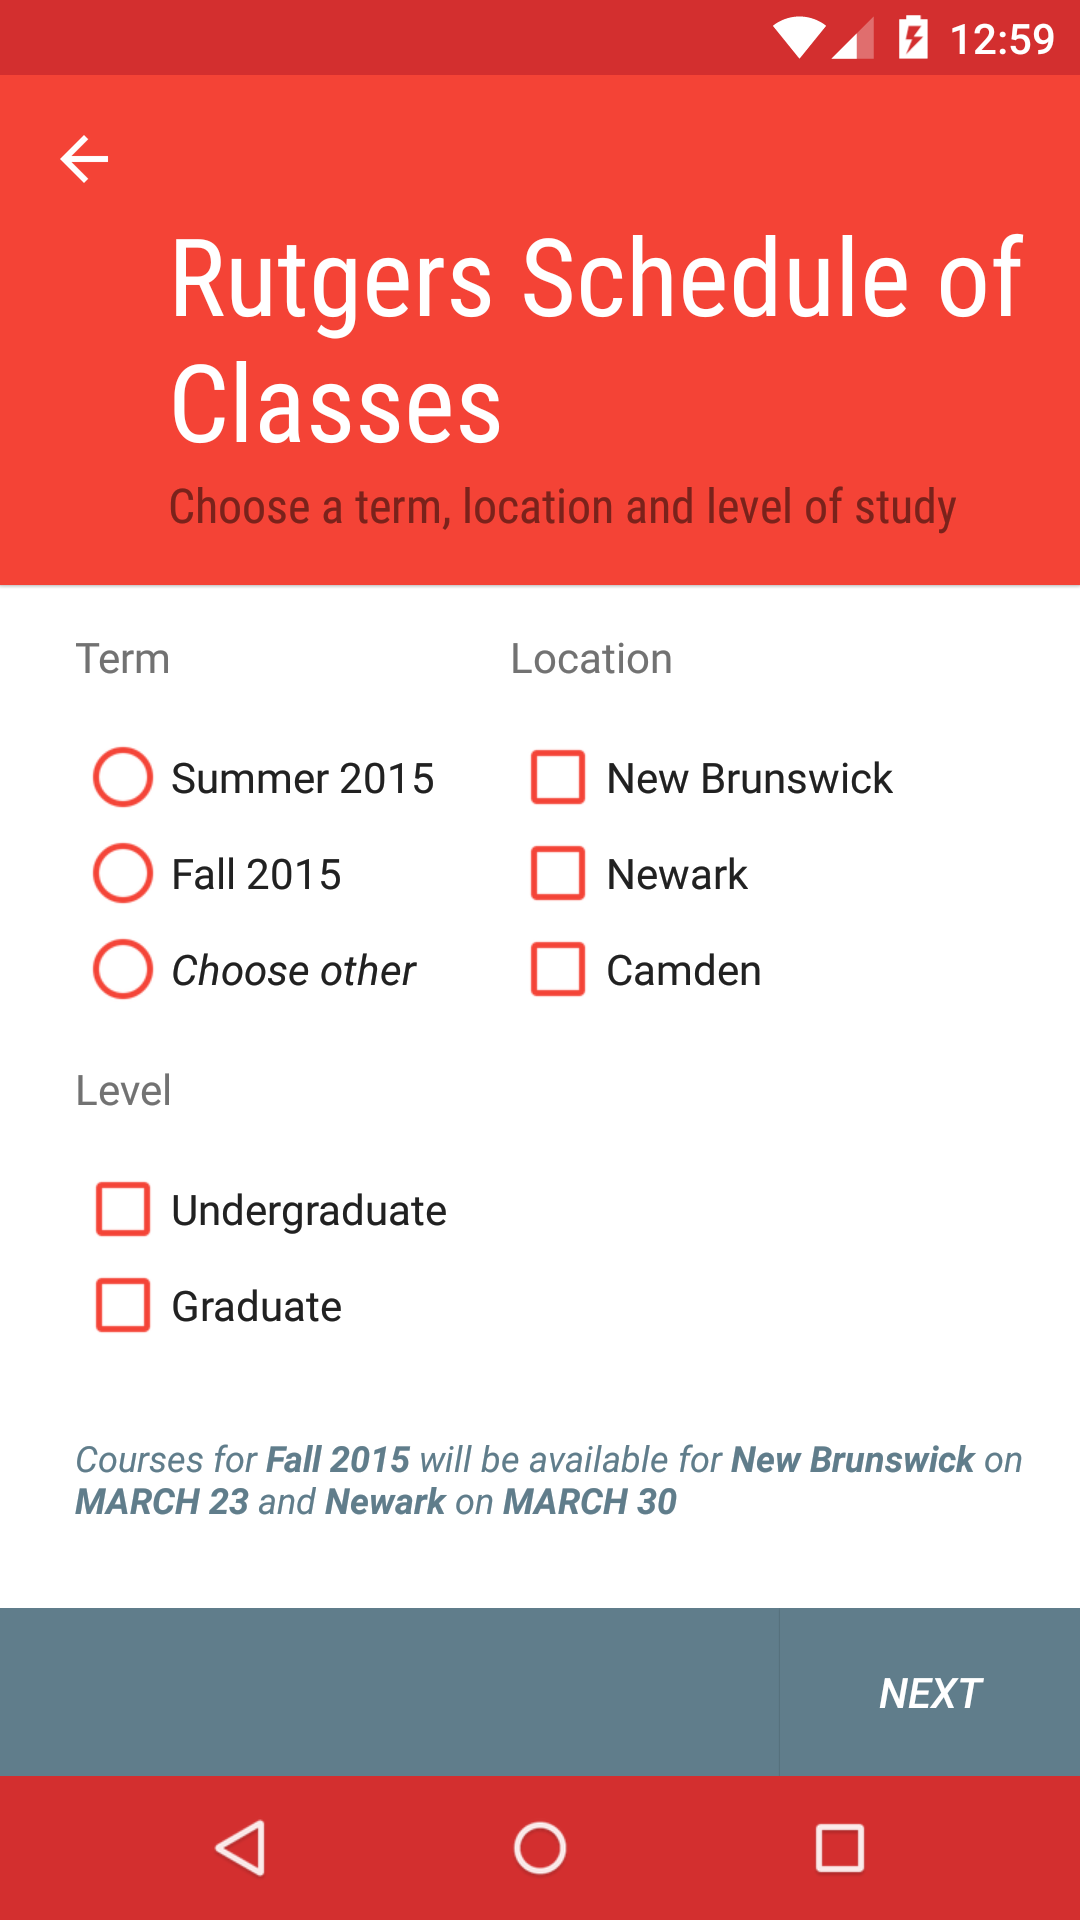 12:59
Rutgers Schedule of
Classes
Choose a term, location and level of study
Term
Location
Summer 2015
New Brunswick
Fall 2015
Newark
Choose other
Camden
Level
Undergraduate
Graduate
Courses for Fall 2015 will be available for New Brunswick on
MARCH 23 and Newark on MARCH 30
NEXT